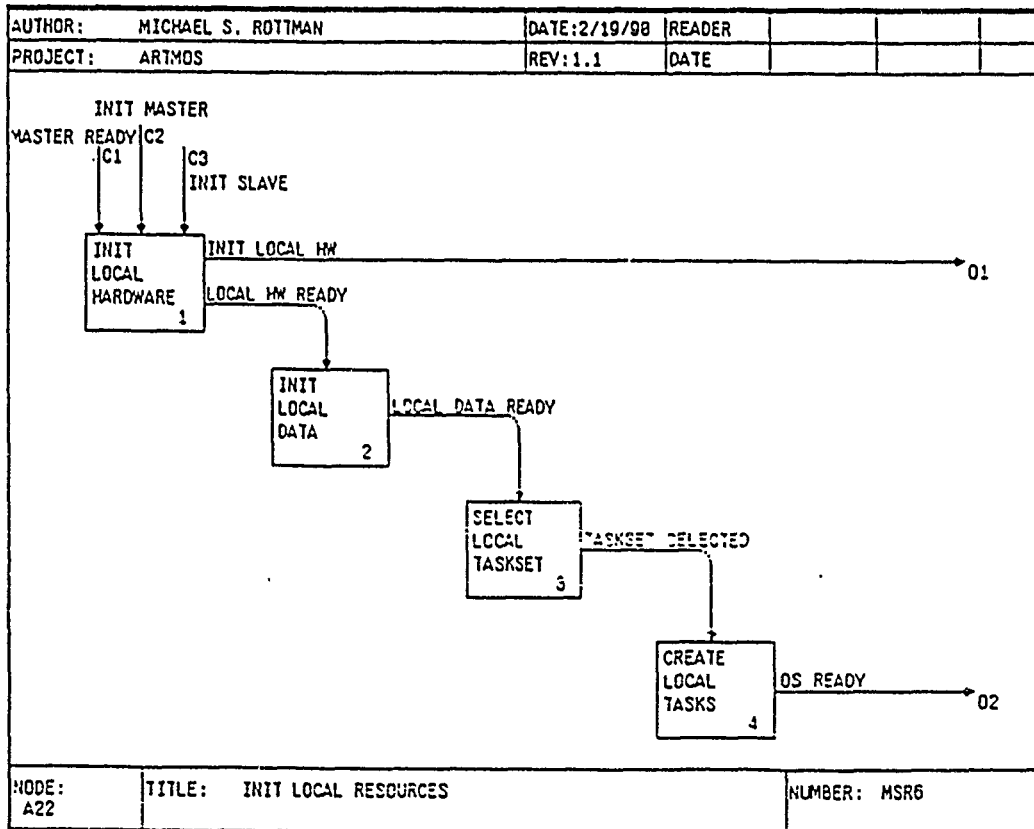 AUTHOR: MICHAEL S. ROTTMAN DATE:2/19/90 READER
PROJECT: ARTMOS REV:1.1 DATE
INIT MASTER
MASTER READY C2
C1 C3
INIT SLAVE
INIT LOCAL HARDWARE 1
INIT LOCAL HW
O1
LOCAL HW READY
INIT LOCAL DATA 2
LOCAL DATA READY
SELECT LOCAL TASKSET 3
TASKSET SELECTED
CREATE LOCAL TASKS 4
OS READY
O2
NODE: TITLE: INIT LOCAL RESOURCES NUMBER: MSR6
A22